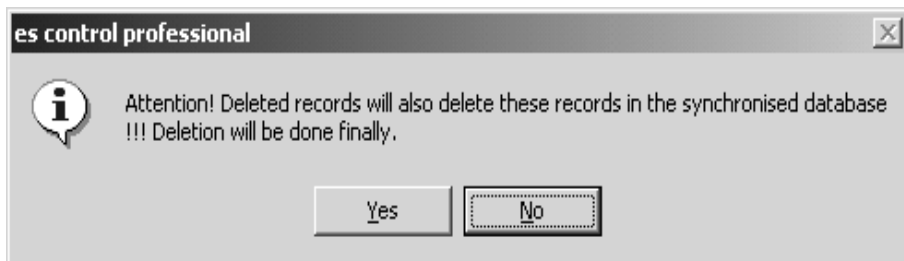 es control professional
Attention! Deleted records will also delete these records in the synchronised database
!!! Deletion will be done finally.
Yes
No